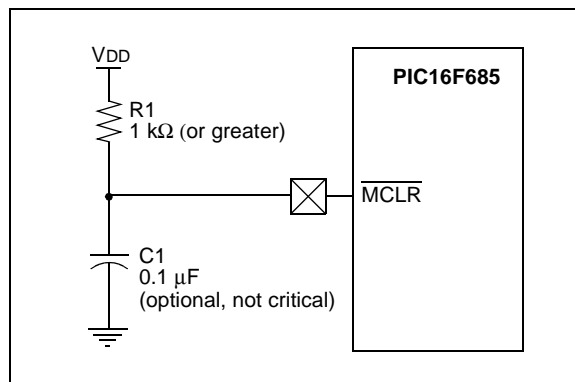 VDD
PIC16F685
R1
1 kΩ (or greater)
MCLR
C1
0.1 μF
(optional, not critical)